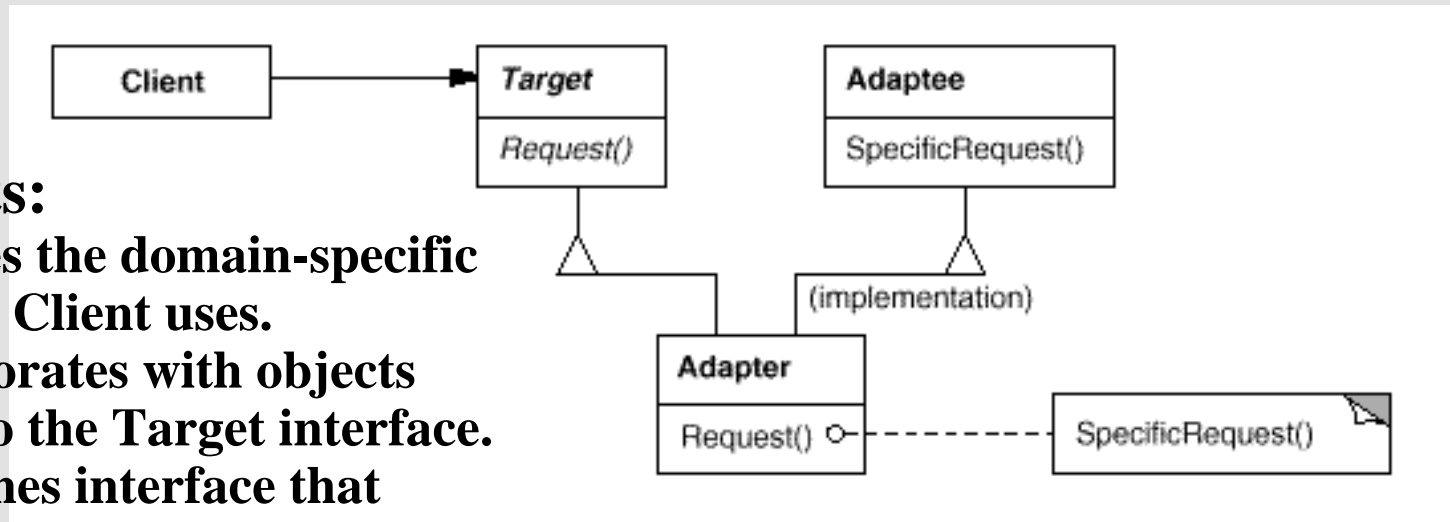 Client
Target
Request()
Adaptee
SpecificRequest()
s:
s the domain-specific
Client uses.
orates with objects
o the Target interface.
nes interface that
(implementation)
Adapter
Request()
SpecificRequest()